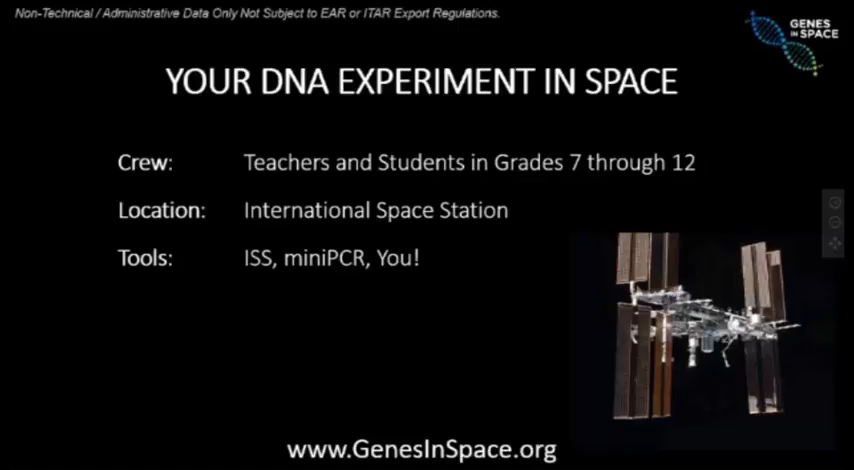 Non-Technical / Administrative Data Only Not Subject to EAR or ITAR Export Regulations.
GENES
IN SPACE
YOUR DNA EXPERIMENT IN SPACE
Crew: Teachers and Students in Grades 7 through 12
Location: International Space Station
Tools: ISS, miniPCR, You!
www.GenesInSpace.org